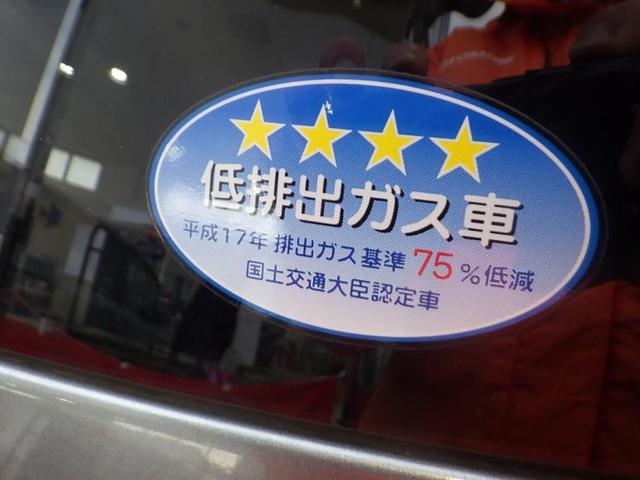 低排出ガス車
平成17年 排出ガス基準 75%低減
国土交通大臣認定車